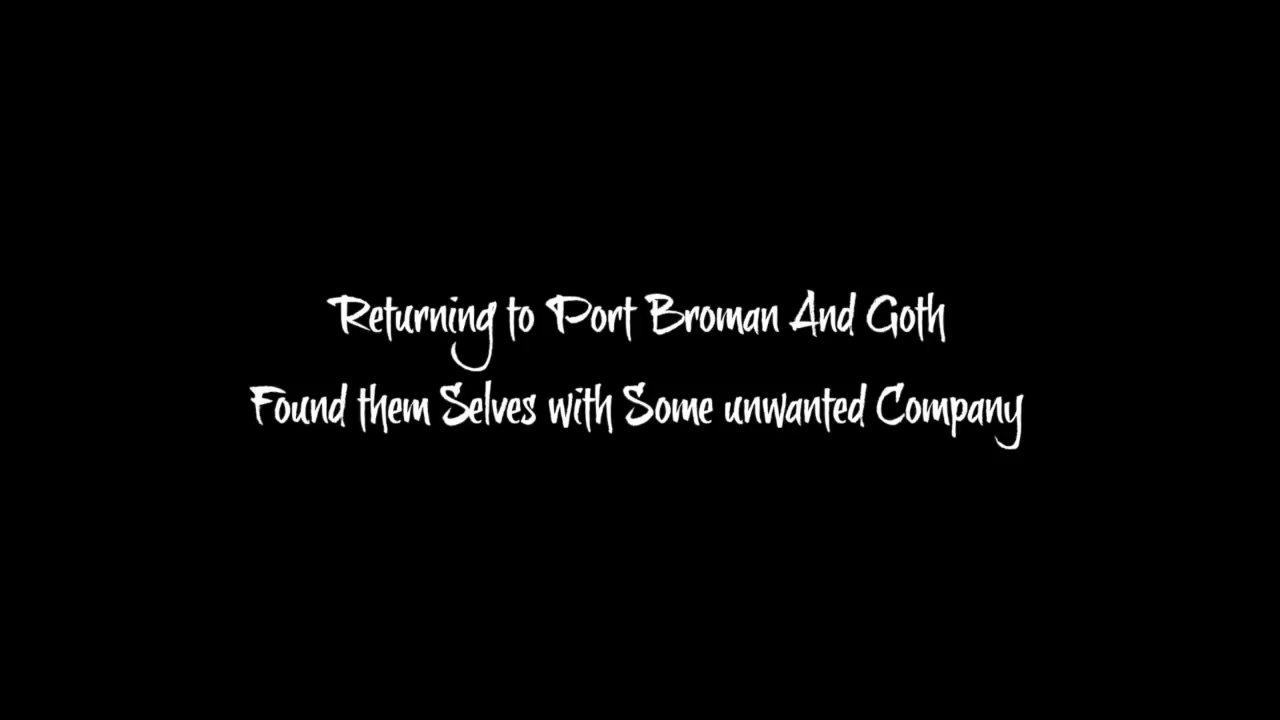 Returning to Port Broman And Goth
Found them Selves with Some unwanted Company